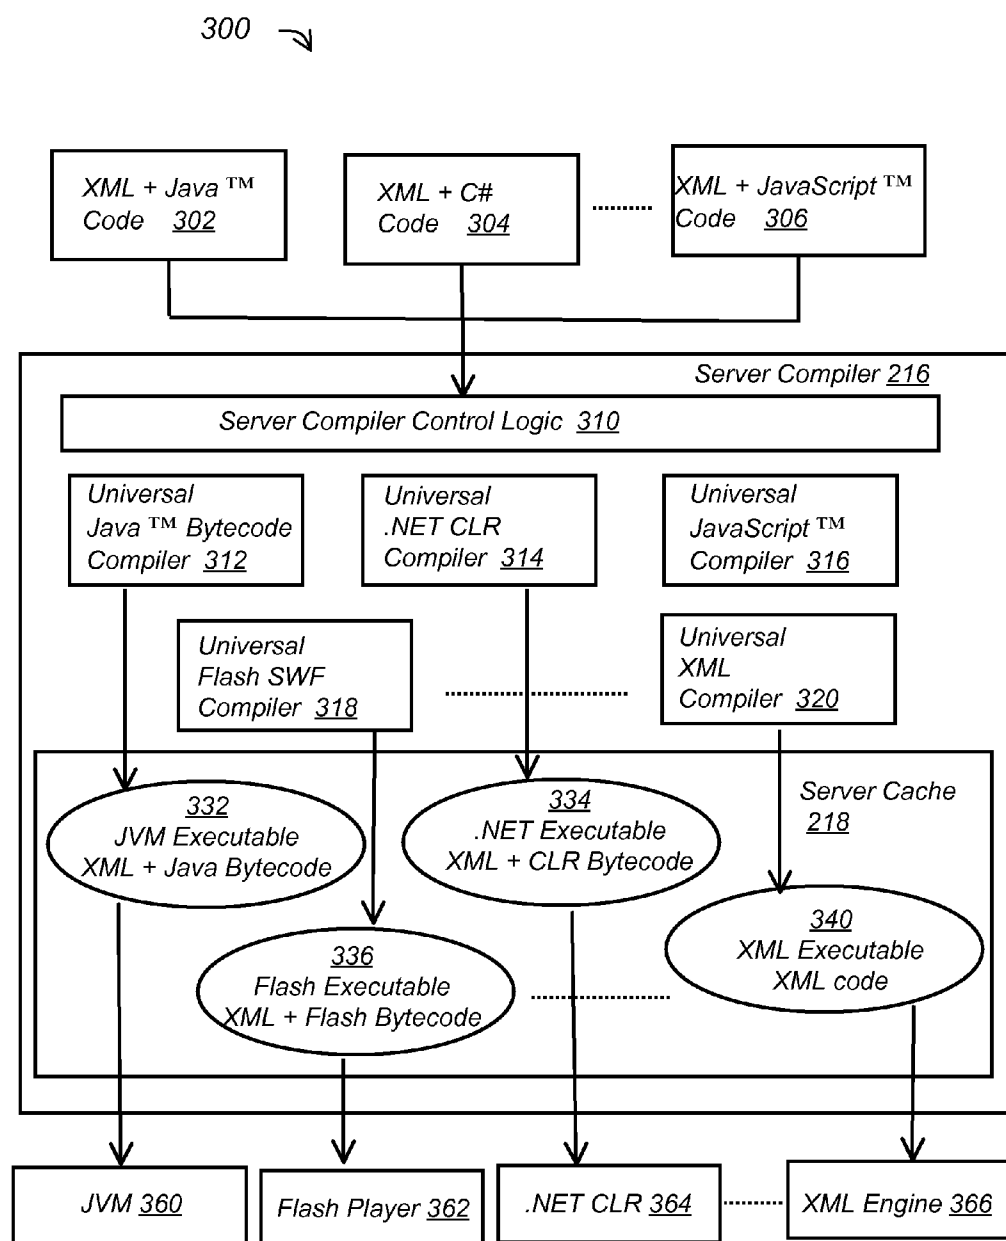 300
XML + Java ™
Code 302
XML + C#
Code 304
XML + JavaScript ™
Code 306
Server Compiler 216
Server Compiler Control Logic 310
Universal
Java ™ Bytecode
Compiler 312
Universal
.NET CLR
Compiler 314
Universal
JavaScript ™
Compiler 316
Universal
Flash SWF
Compiler 318
Universal
XML
Compiler 320
Server Cache
218
332
JVM Executable
XML + Java Bytecode
334
.NET Executable
XML + CLR Bytecode
336
Flash Executable
XML + Flash Bytecode
340
XML Executable
XML code
JVM 360
Flash Player 362
.NET CLR 364
XML Engine 366